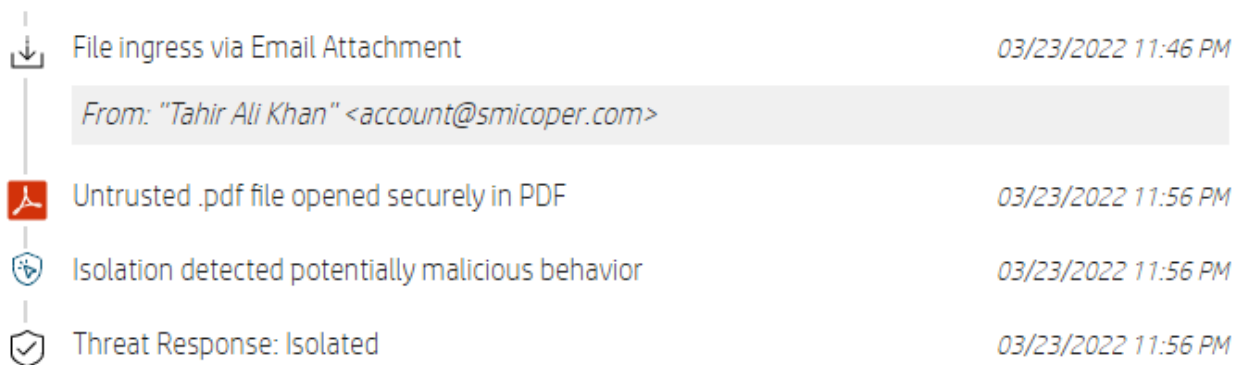 File ingress via Email Attachment 03/23/2022 11:46 PM
From: "Tahir Ali Khan" <account@smicoper.com>
Untrusted .pdf file opened securely in PDF 03/23/2022 11:56 PM
Isolation detected potentially malicious behavior 03/23/2022 11:56 PM
Threat Response: Isolated 03/23/2022 11:56 PM